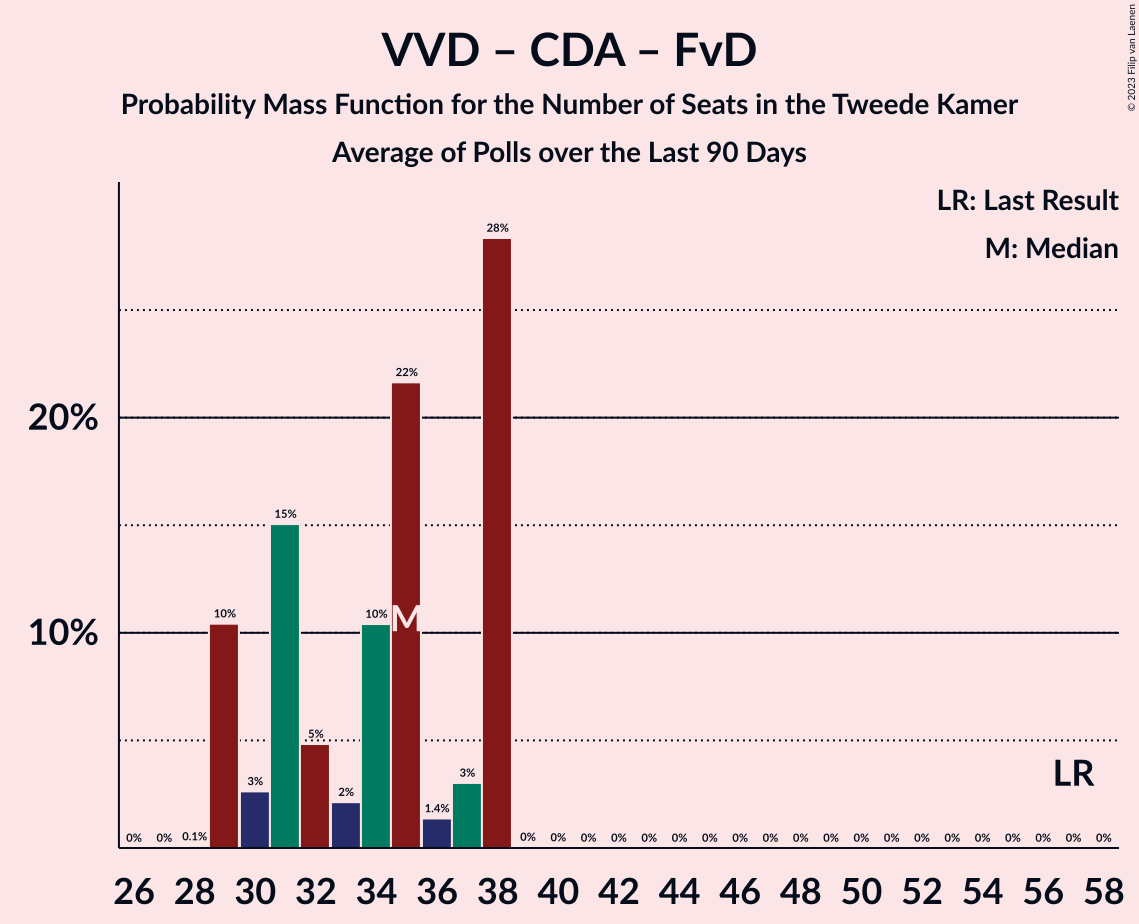 VVD – CDA – FvD
Probability Mass Function for the Number of Seats in the Tweede Kamer
Average of Polls over the Last 90 Days
© 2023 Filip van Laenen
LR: Last Result
M: Median
28%
22%
20%
15%
10%
10%
M
10%
5%
LR
3%
3%
2%
1.4%
0% 0% 0.1% 0% 0% 0% 0% 0% 0% 0% 0% 0% 0% 0% 0% 0% 0% 0% 0% 0% 0% 0% 0%
26 28 30 32 34 36 38 40 42 44 46 48 50 52 54 56 58